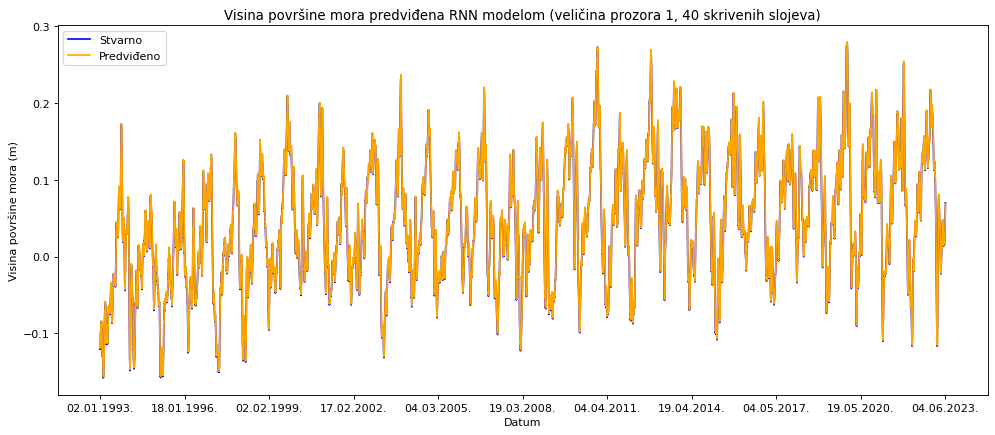 Visina površine mora predviđena RNN modelom (veličina prozora 1, 40 skrivenih slojeva)
Stvarno
Predviđeno
Visina površine mora (m)
0.3
0.2
0.1
0.0
−0.1
02.01.1993. 18.01.1996. 02.02.1999. 17.02.2002. 04.03.2005. 19.03.2008. 04.04.2011. 19.04.2014. 04.05.2017. 19.05.2020. 04.06.2023.
Datum